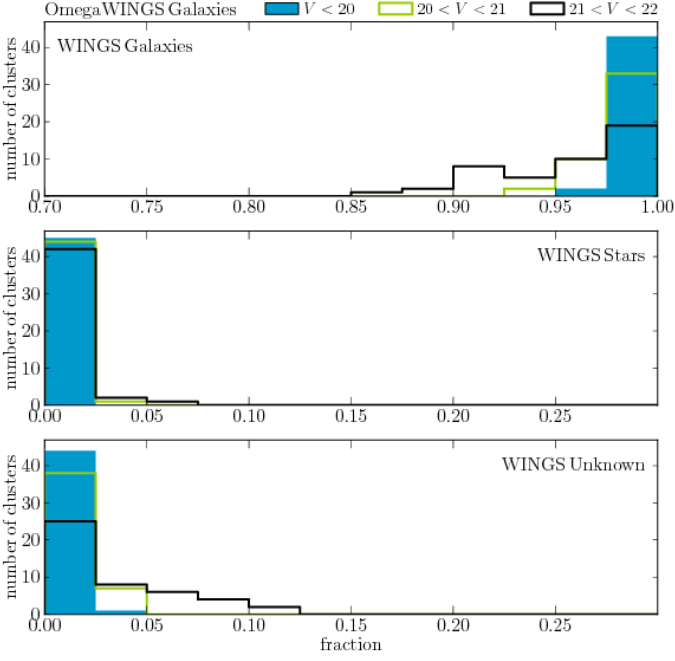 OmegaWINGS Galaxies V < 20 20 < V < 21 21 < V < 22
WINGS Galaxies
number of clusters
40
30
20
10
0
0.70 0.75 0.80 0.85 0.90 0.95 1.00
WINGS Stars
number of clusters
40
30
20
10
0
0.00 0.05 0.10 0.15 0.20 0.25
WINGS Unknown
number of clusters
40
30
20
10
0
0.00 0.05 0.10 0.15 0.20 0.25
fraction